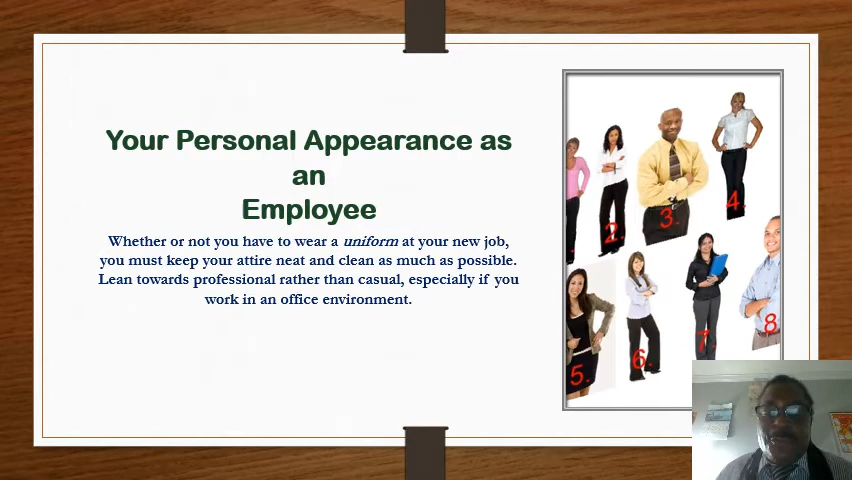 Your Personal Appearance as
an
Employee
Whether or not you have to wear a uniform at your new job,
you must keep your attire neat and clean as much as possible.
Lean towards professional rather than casual, especially if you
work in an office environment.
2.
3.
4.
5.
6.
7.
8.